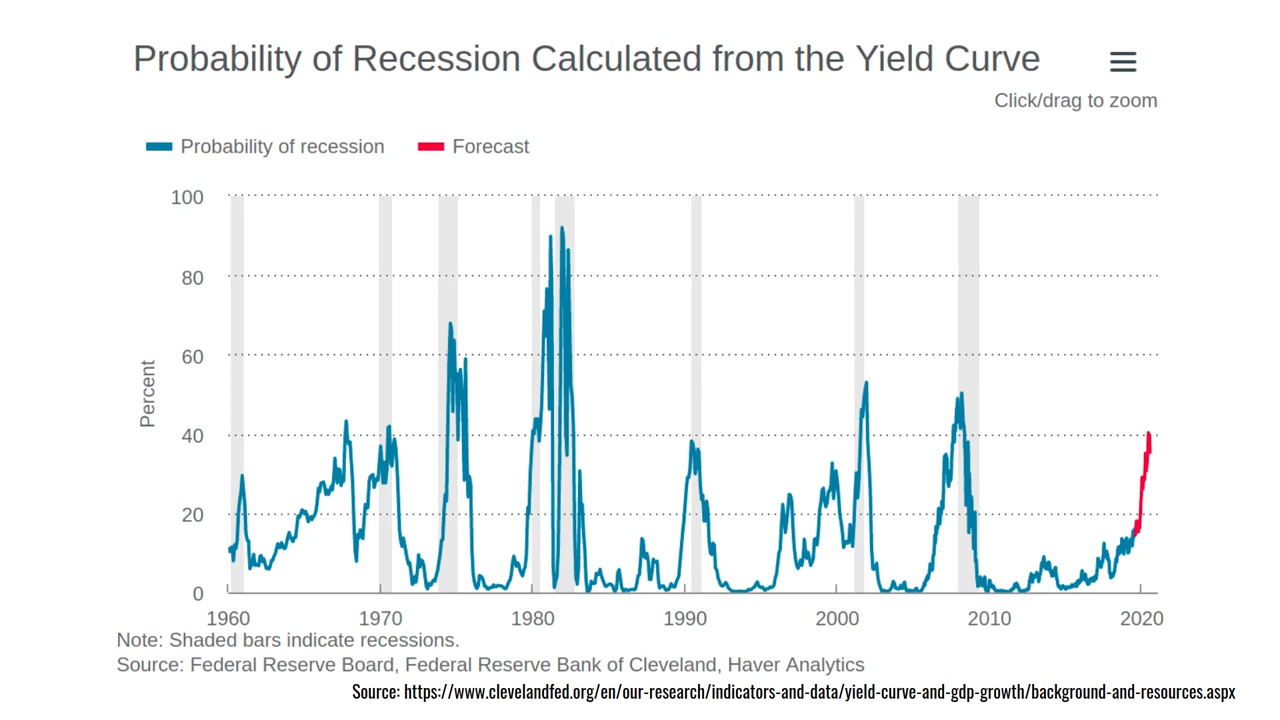 Probability of Recession Calculated from the Yield Curve
Click/drag to zoom
Probability of recession Forecast
100
80
60
40
20
0
Percent
1960 1970 1980 1990 2000 2010 2020
Note: Shaded bars indicate recessions.
Source: Federal Reserve Board, Federal Reserve Bank of Cleveland, Haver Analytics
Source: https://www.clevelandfed.org/en/our-research/indicators-and-data/yield-curve-and-gdp-growth/background-and-resources.aspx